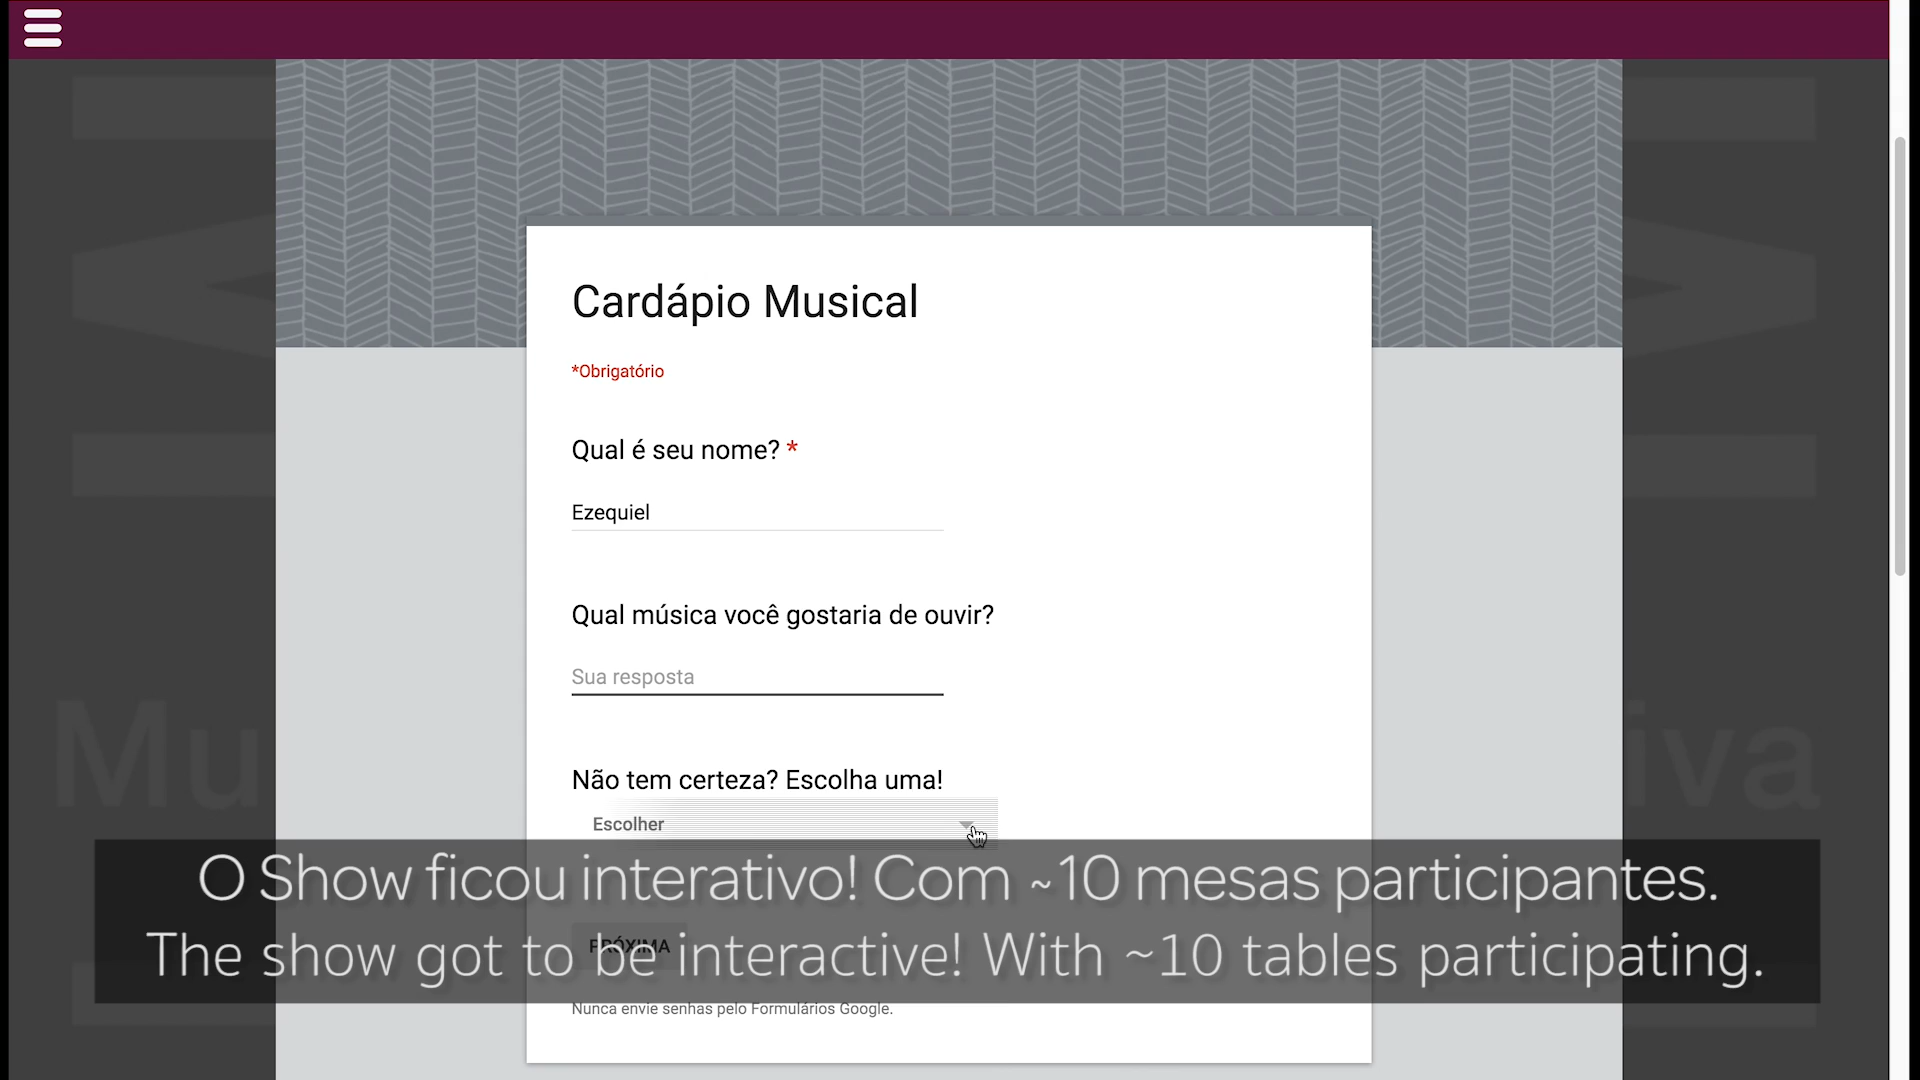 Cardápio Musical
*Obrigatório
Qual é seu nome? *
Ezequiel
Qual música você gostaria de ouvir?
Sua resposta
Não tem certeza? Escolha uma!
Escolher
O Show ficou interativo! Com ~10 mesas participantes.
PRÓXIMA
The show got to be interactive! With ~10 tables participating.
Nunca envie senhas pelo Formulários Google.